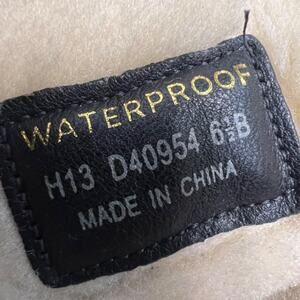 WATERPROOF
H13 D40954 6½B
MADE IN CHINA